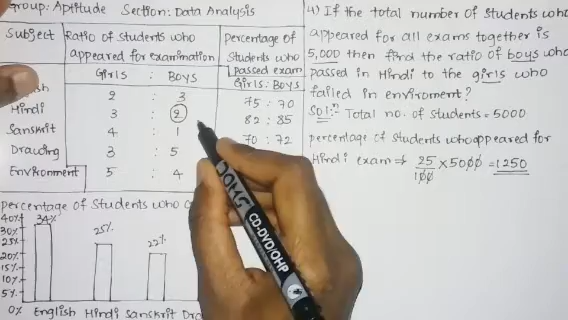 Group: Aptitude Section: Data Analysis
Subject Ratio of Students who appeared for examination Percentage of Students who passed exam
Girls : Boys Girls : Boys
2 : 3 75 : 70
Hindi 3 : 2 82 : 85
Sanskrit 4 : 1 70 : 72
Drawing 3 : 5
Environment 5 : 4
percentage of Students who
40% 34%
30% 25%
25% 22%
20%
15%
10%
5%
0% English Hindi Sanskrit Dra
4) If the total number of Students who
appeared for all exams together is
5,000 then find the ratio of boys who
passed in Hindi to the girls who
failed in enviroment?
Sol:n Total no. of Students = 5000
percentage of Students who appeared for
Hindi exam ⇒ 25/100 × 5000 = 1250
DOMS CD-DVD/OHP